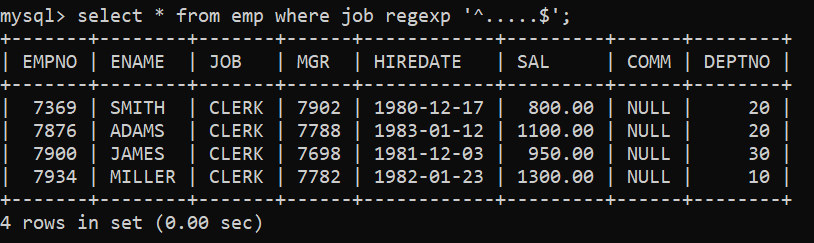 mysql> select * from emp where job regexp '^.....$';
+-------+--------+-------+------+------------+---------+------+--------+
| EMPNO | ENAME  | JOB   | MGR  | HIREDATE   | SAL     | COMM | DEPTNO |
+-------+--------+-------+------+------------+---------+------+--------+
|  7369 | SMITH  | CLERK | 7902 | 1980-12-17 |  800.00 | NULL |     20 |
|  7876 | ADAMS  | CLERK | 7788 | 1983-01-12 | 1100.00 | NULL |     20 |
|  7900 | JAMES  | CLERK | 7698 | 1981-12-03 |  950.00 | NULL |     30 |
|  7934 | MILLER | CLERK | 7782 | 1982-01-23 | 1300.00 | NULL |     10 |
+-------+--------+-------+------+------------+---------+------+--------+
4 rows in set (0.00 sec)